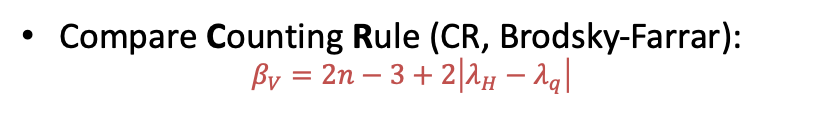 • Compare Counting Rule (CR, Brodsky-Farrar):
β_V = 2n − 3 + 2|λ_H − λ_q|